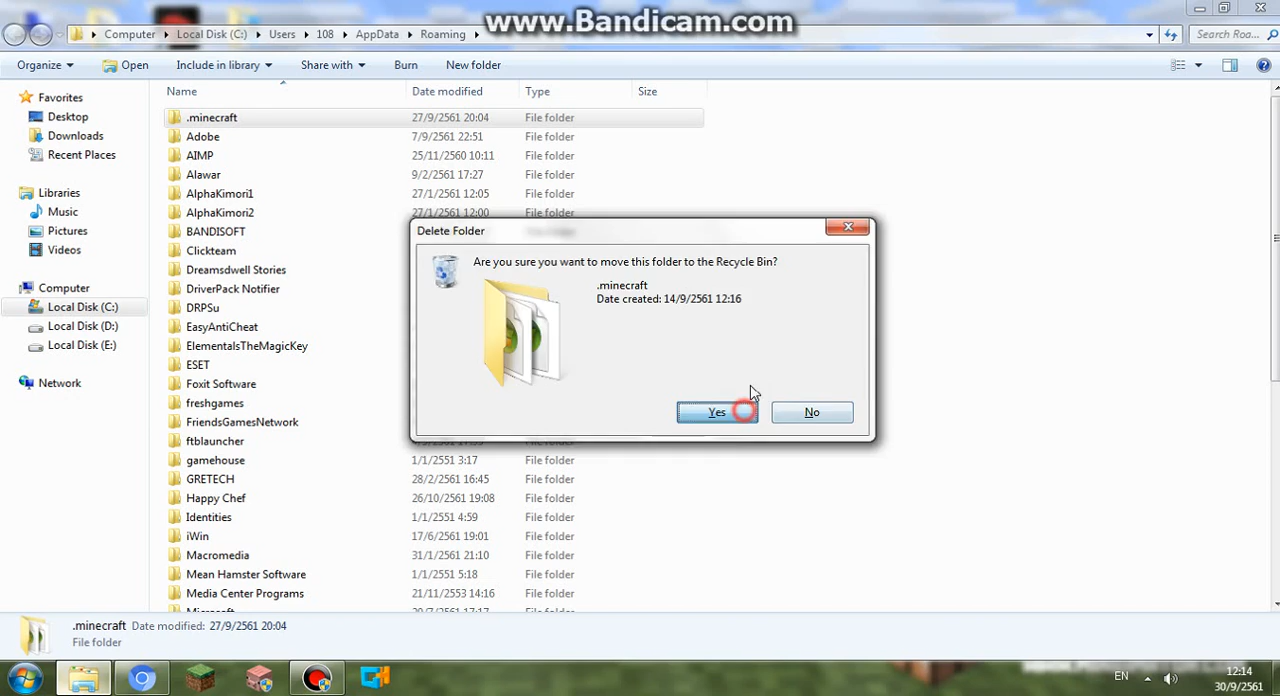 www.Bandicam.com
Computer Local Disk (C:) Users 108 AppData Roaming
Search Roa...
Organize Open Include in library Share with Burn New folder
Name Date modified Type Size
Favorites
Desktop
Downloads
Recent Places
Libraries
Music
Pictures
Videos
Computer
Local Disk (C:)
Local Disk (D:)
Local Disk (E:)
Network
.minecraft 27/9/2561 20:04 File folder
Adobe 7/9/2561 22:51 File folder
AIMP 25/11/2560 10:11 File folder
Alawar 9/2/2561 17:27 File folder
AlphaKimori1 27/1/2561 12:05 File folder
AlphaKimori2 27/1/2561 12:00 File folder
BANDISOFT
Clickteam
Dreamsdwell Stories
DriverPack Notifier
DRPSu
EasyAntiCheat
ElementalsTheMagicKey
ESET
Foxit Software
freshgames
FriendsGamesNetwork
ftblauncher
gamehouse 1/1/2551 3:17 File folder
GRETECH 28/2/2561 16:45 File folder
Happy Chef 26/10/2561 19:08 File folder
Identities 1/1/2551 4:59 File folder
iWin 17/6/2561 19:01 File folder
Macromedia 31/1/2561 21:10 File folder
Mean Hamster Software 1/1/2551 5:18 File folder
Media Center Programs 21/11/2553 14:16 File folder
Delete Folder
Are you sure you want to move this folder to the Recycle Bin?
.minecraft
Date created: 14/9/2561 12:16
Yes No
.minecraft Date modified: 27/9/2561 20:04
File folder
EN
12:14
30/9/2561